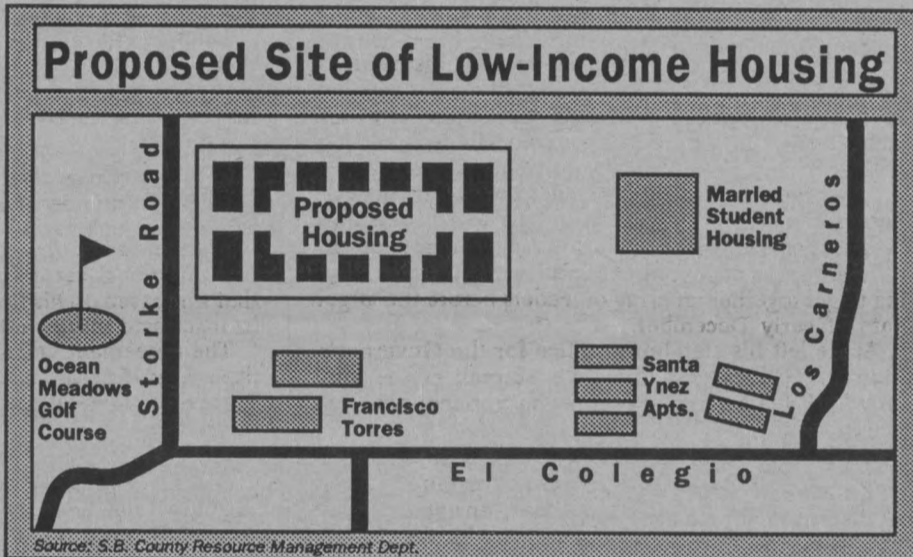 Proposed Site of Low-Income Housing
Storke Road
Proposed
Housing
Married
Student
Housing
Los Carneros
Ocean
Meadows
Golf
Course
Francisco
Torres
Santa
Ynez
Apts.
El Colegio
Source: S.B. County Resource Management Dept.